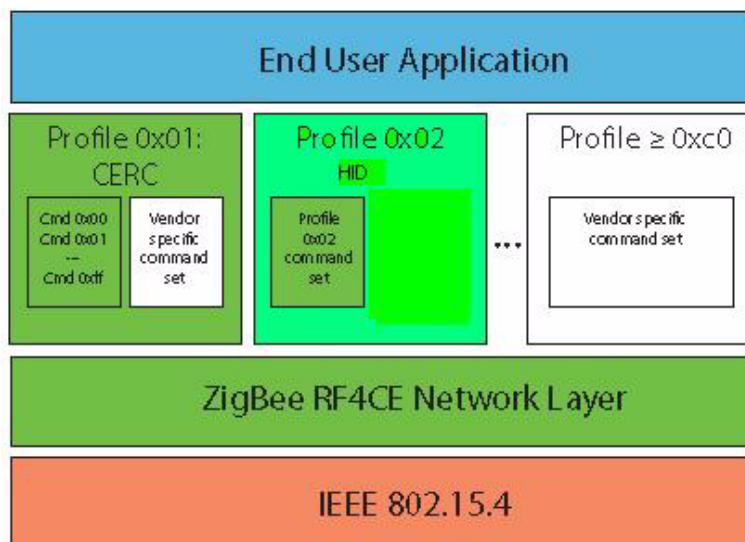 End User Application
Profile 0x01:
CERC
Cmd 0x00
Cmd 0x01
---
Cmd 0xff
Vendor
specific
command
set
Profile 0x02
HID
Profile
0x02
command
set
...
Profile ≥ 0xc0
Vendor specific
command set
ZigBee RF4CE Network Layer
IEEE 802.15.4